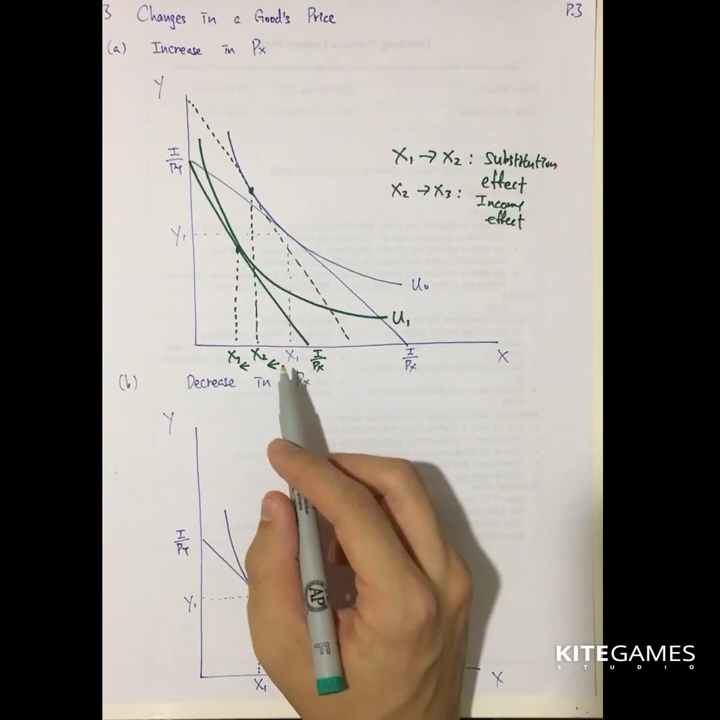 3 Changes in a Good's Price P.3
(a) Increase in Px
Y
X1 → X2 : Substitution effect
X2 → X3 : Income effect
I/PY
Y1
U0
U1
X3 X2 X1 I/Px I/Px X
(b) Decrease in Px
Y
I/PY
Y1
X1 X
AP
KITEGAMES
STUDIO